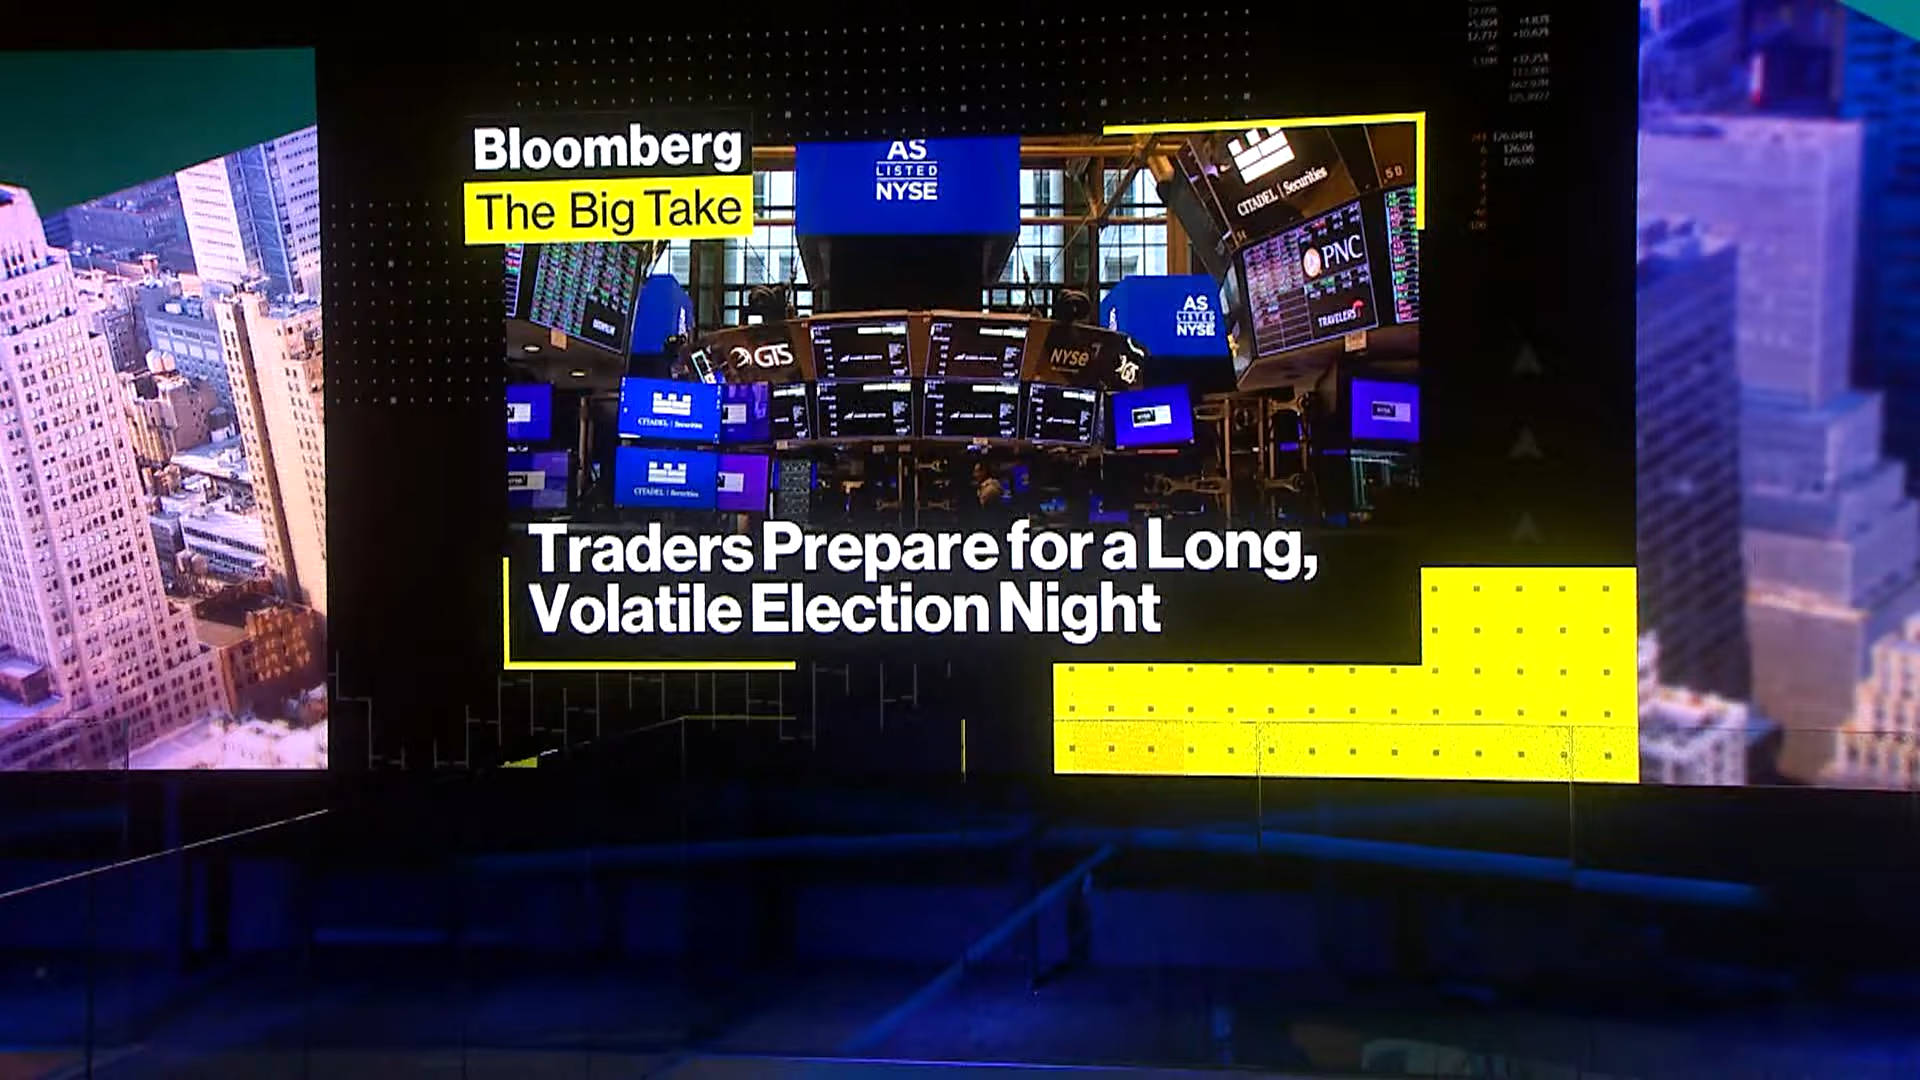 Bloomberg
The Big Take
AS
LISTED
NYSE
CITADEL | Securities
PNC
TRAVELERS
AS
LISTED
NYSE
GTS
NYSE
CITADEL | Securities
CITADEL | Securities
Traders Prepare for a Long,
Volatile Election Night